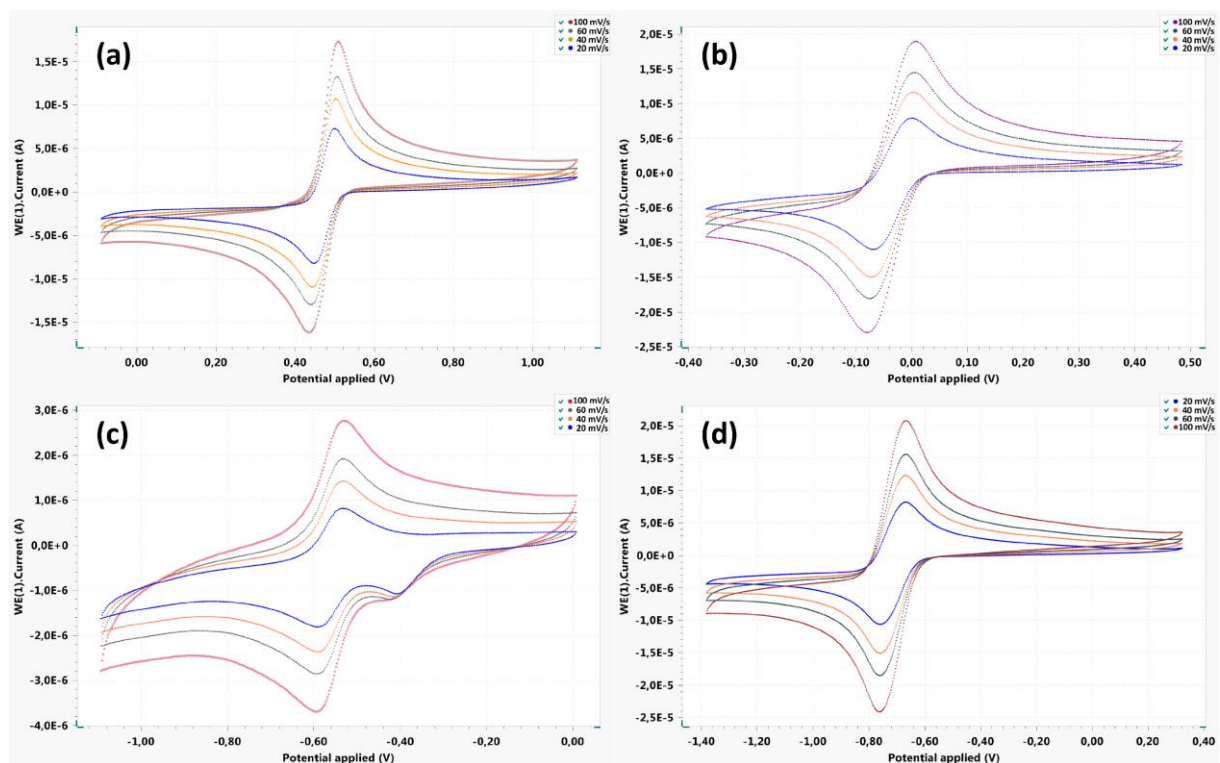 (a)
100 mV/s
60 mV/s
40 mV/s
20 mV/s
WE(1).Current (A)
1,5E-5
1,0E-5
5,0E-6
0,0E+0
-5,0E-6
-1,0E-5
-1,5E-5
0,00 0,20 0,40 0,60 0,80 1,00
Potential applied (V)
(b)
100 mV/s
60 mV/s
40 mV/s
20 mV/s
WE(1).Current (A)
2,0E-5
1,5E-5
1,0E-5
5,0E-6
0,0E+0
-5,0E-6
-1,0E-5
-1,5E-5
-2,0E-5
-2,5E-5
-0,40 -0,30 -0,20 -0,10 0,00 0,10 0,20 0,30 0,40 0,50
Potential applied (V)
(c)
100 mV/s
60 mV/s
40 mV/s
20 mV/s
WE(1).Current (A)
3,0E-6
2,0E-6
1,0E-6
0,0E+0
-1,0E-6
-2,0E-6
-3,0E-6
-4,0E-6
-1,00 -0,80 -0,60 -0,40 -0,20 0,00
Potential applied (V)
(d)
20 mV/s
40 mV/s
60 mV/s
100 mV/s
WE(1).Current (A)
2,0E-5
1,5E-5
1,0E-5
5,0E-6
0,0E+0
-5,0E-6
-1,0E-5
-1,5E-5
-2,0E-5
-2,5E-5
-1,40 -1,20 -1,00 -0,80 -0,60 -0,40 -0,20 0,00 0,20 0,40
Potential applied (V)